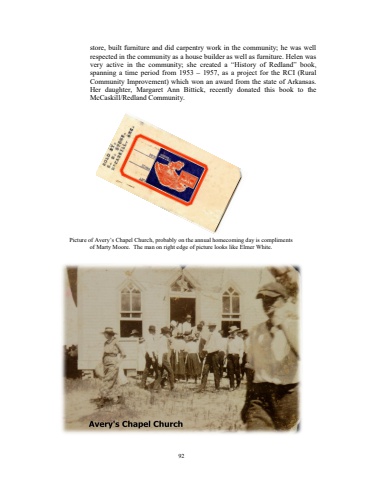 store, built furniture and did carpentry work in the community; he was well
respected in the community as a house builder as well as furniture. Helen was
very active in the community; she created a "History of Redland" book,
spanning a time period from 1953 – 1957, as a project for the RCI (Rural
Community Improvement) which won an award from the state of Arkansas.
Her daughter, Margaret Ann Bittick, recently donated this book to the
McCaskill/Redland Community.
SOLD BY
Picture of Avery's Chapel Church, probably on the annual homecoming day is compliments
of Marty Moore. The man on right edge of picture looks like Elmer White.
Avery's Chapel Church
92